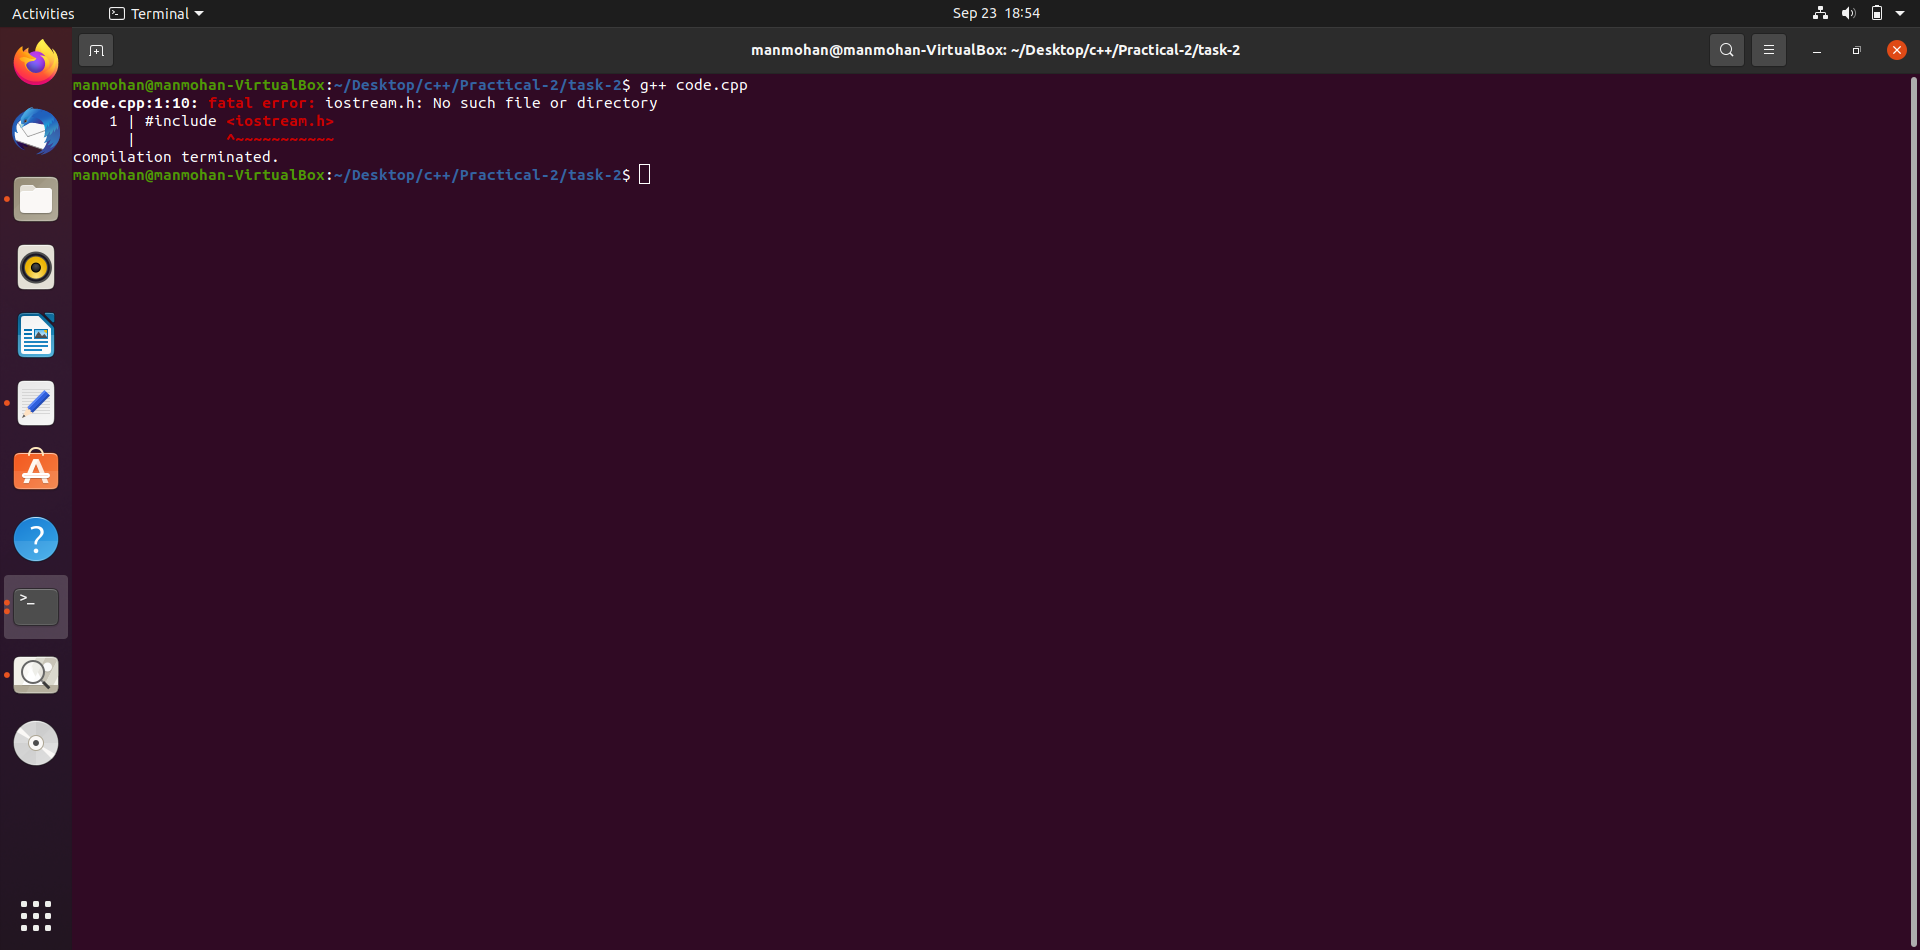 Activities
Terminal
Sep 23 18:54
manmohan@manmohan-VirtualBox: ~/Desktop/c++/Practical-2/task-2
manmohan@manmohan-VirtualBox:~/Desktop/c++/Practical-2/task-2$ g++ code.cpp
code.cpp:1:10: fatal error: iostream.h: No such file or directory
    1 | #include <iostream.h>
      |          ^~~~~~~~~~~~
compilation terminated.
manmohan@manmohan-VirtualBox:~/Desktop/c++/Practical-2/task-2$